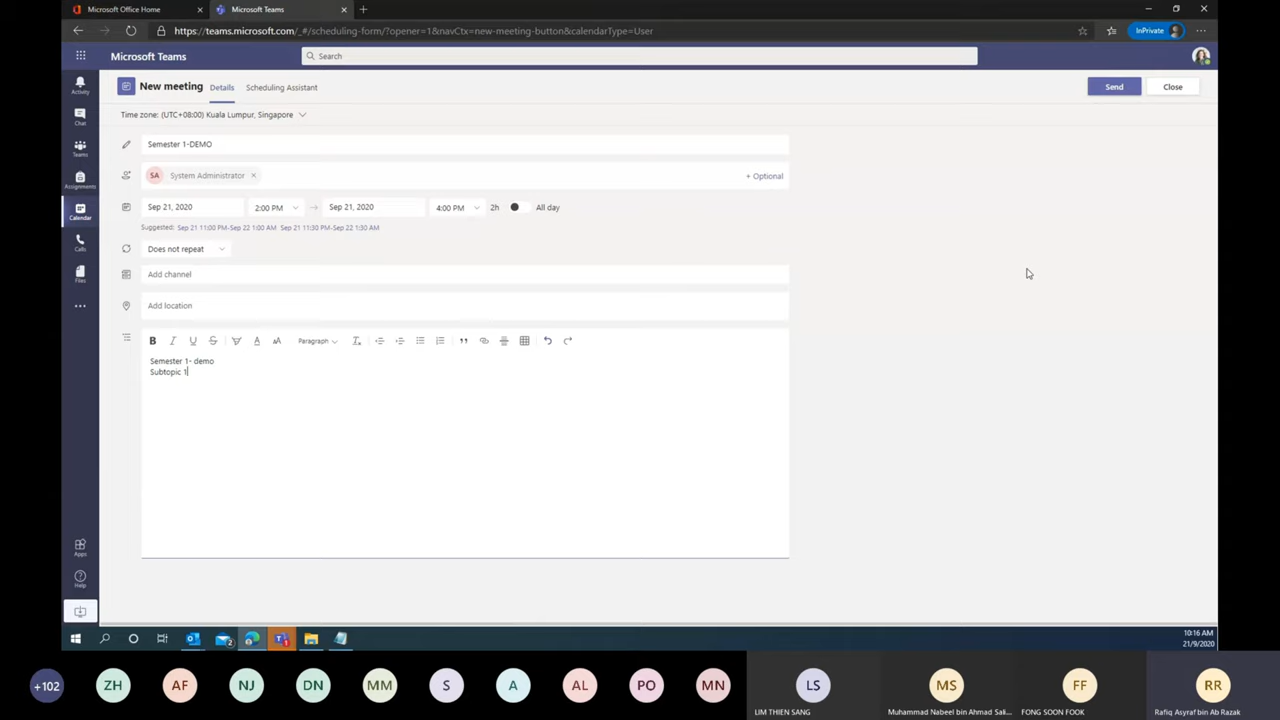 Microsoft Office Home
Microsoft Teams
https://teams.microsoft.com/_#/scheduling-form/?opener=1&navCtx=new-meeting-button&calendarType=User
InPrivate
Microsoft Teams
Search
Activity
Chat
Teams
Assignments
Calendar
Calls
Files
Apps
Help
New meeting
Details
Scheduling Assistant
Send
Close
Time zone: (UTC+08:00) Kuala Lumpur, Singapore
Semester 1-DEMO
SA System Administrator
+ Optional
Sep 21, 2020 2:00 PM Sep 21, 2020 4:00 PM 2h All day
Suggested: Sep 21 11:00 PM-Sep 22 1:00 AM Sep 21 11:30 PM-Sep 22 1:30 AM
Does not repeat
Add channel
Add location
Paragraph
Semester 1- demo
Subtopic 1
2
1
10:16 AM
21/9/2020
+102
ZH
AF
NJ
DN
MM
S
A
AL
PO
MN
LS
LIM THIEN SANG
MS
Muhammad Nabeel bin Ahmad Sali...
FF
FONG SOON FOOK
RR
Rafiq Asyraf bin Ab Razak